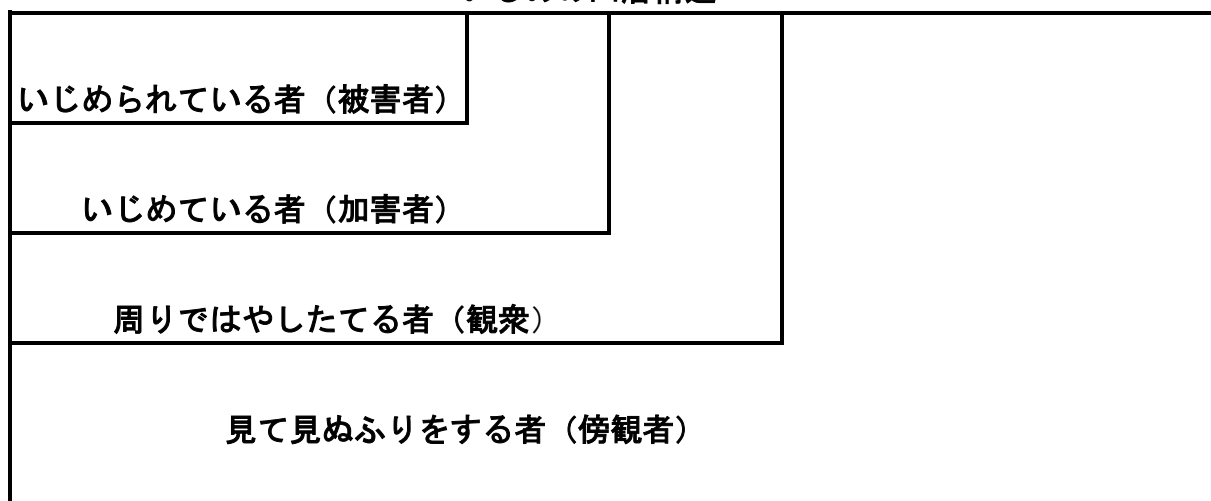 いじめられている者（被害者）
いじめている者（加害者）
周りではやしたてる者（観衆）
見て見ぬふりをする者（傍観者）